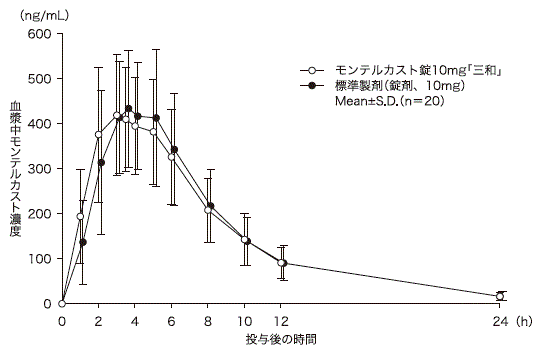 (ng/mL)
600
500
400
300
200
100
0
血漿中モンテルカスト濃度
モンテルカスト錠10mg「三和」
標準製剤(錠剤、10mg)
Mean±S.D.(n=20)
0 2 4 6 8 10 12 24 (h)
投与後の時間